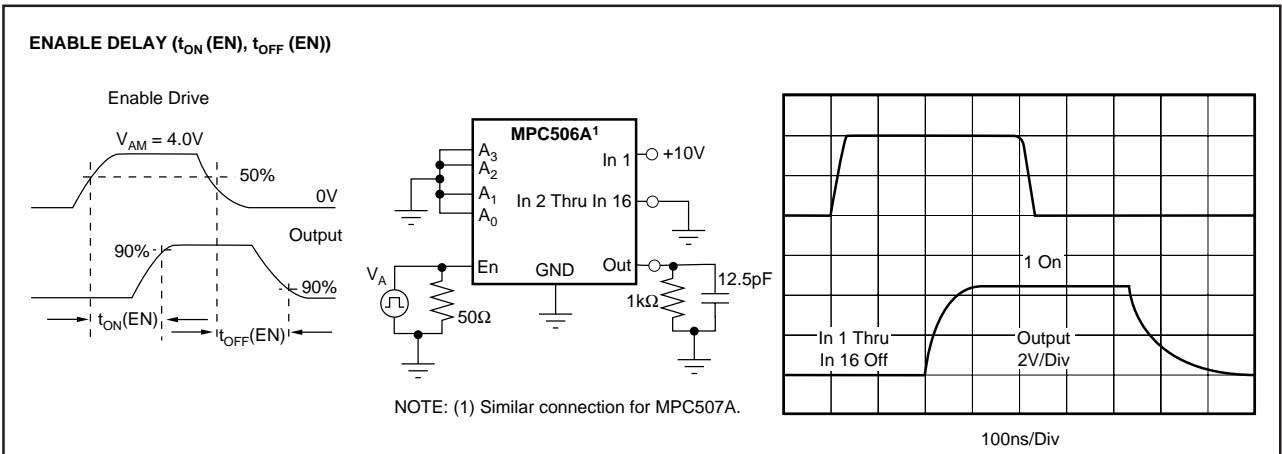 ENABLE DELAY (tON (EN), tOFF (EN))
Enable Drive
VAM = 4.0V
50%
0V
Output
90%
90%
tON(EN)
tOFF(EN)
MPC506A1
A3
A2
A1
A0
In 1
+10V
In 2 Thru In 16
En
GND
Out
VA
50Ω
1kΩ
12.5pF
NOTE: (1) Similar connection for MPC507A.
1 On
In 1 Thru
In 16 Off
Output
2V/Div
100ns/Div